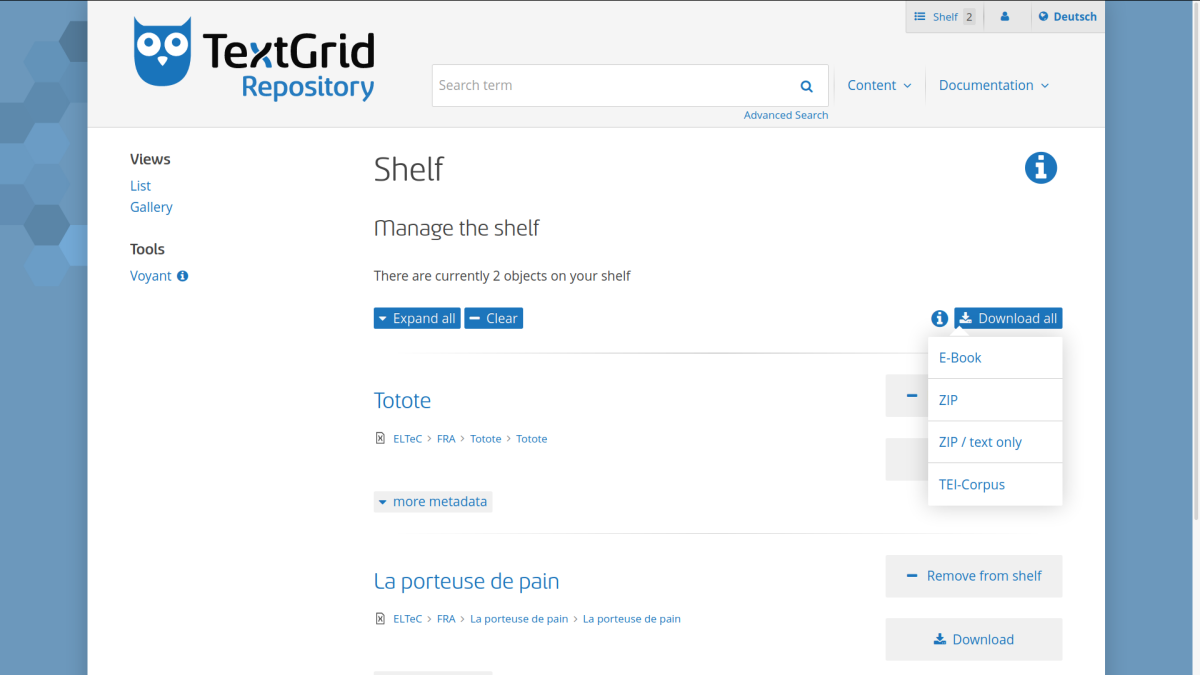 Shelf 2
Deutsch
TextGrid
Repository
Search term
Content
Documentation
Advanced Search
Views
List
Gallery
Tools
Voyant
Shelf
Manage the shelf
There are currently 2 objects on your shelf
Expand all
Clear
Download all
E-Book
ZIP
ZIP / text only
TEI-Corpus
Totote
ELTeC > FRA > Totote > Totote
more metadata
La porteuse de pain
ELTeC > FRA > La porteuse de pain > La porteuse de pain
Remove from shelf
Download